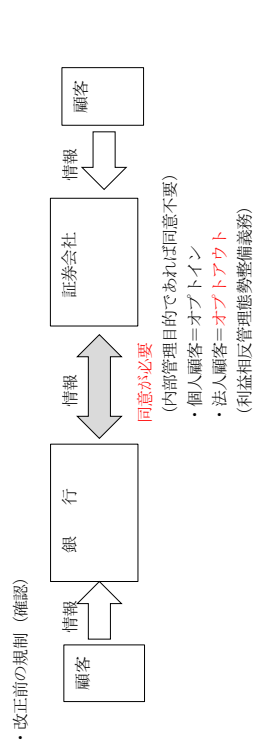 ・改正前の規制（確認）
顧客
情報
銀　　行
情報
証券会社
情報
顧客
同意が必要
（内部管理目的であれば同意不要）
・個人顧客＝オプトイン
・法人顧客＝オプトアウト
（利益相反管理態勢整備義務）